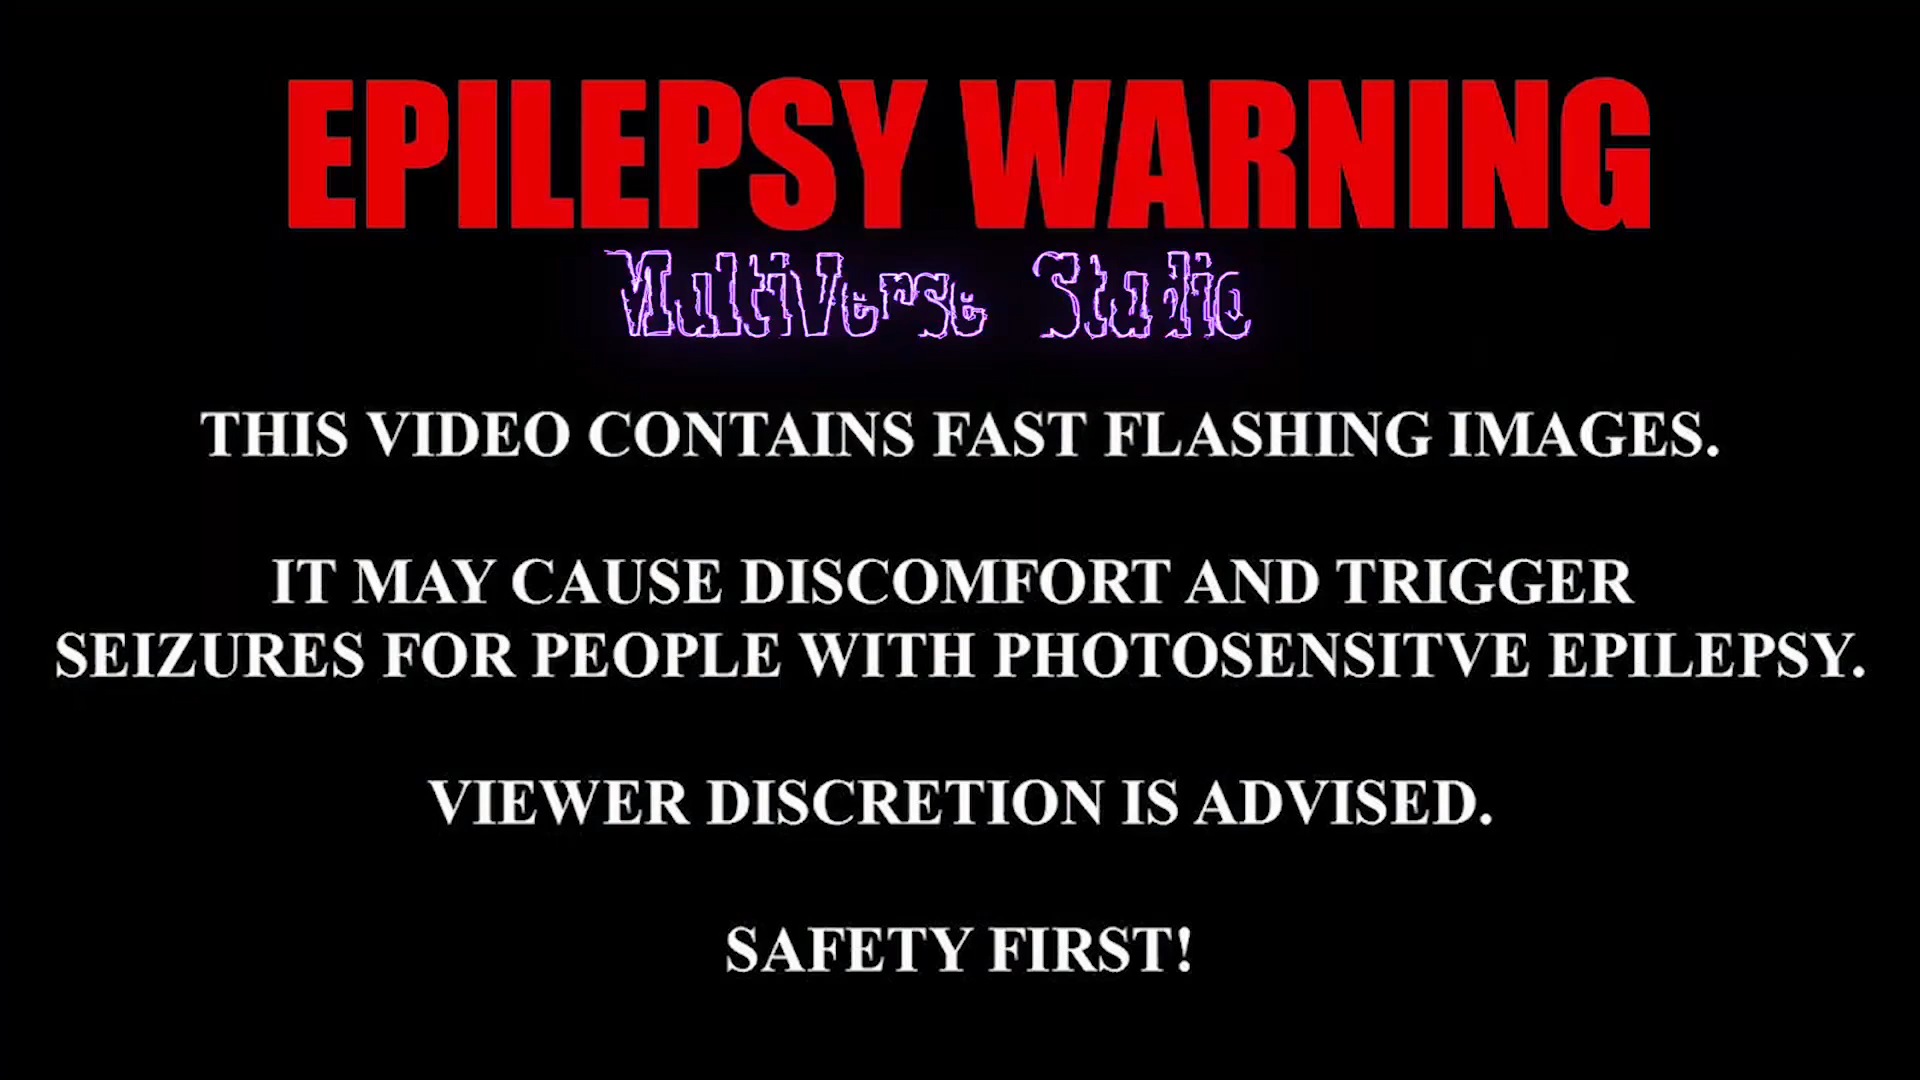 EPILEPSY WARNING
MultiVerse Studio
THIS VIDEO CONTAINS FAST FLASHING IMAGES.
IT MAY CAUSE DISCOMFORT AND TRIGGER
SEIZURES FOR PEOPLE WITH PHOTOSENSITVE EPILEPSY.
VIEWER DISCRETION IS ADVISED.
SAFETY FIRST!